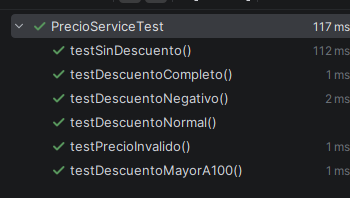 PrecioServiceTest 117 ms
testSinDescuento() 112 ms
testDescuentoCompleto() 1 ms
testDescuentoNegativo() 2 ms
testDescuentoNormal()
testPrecioInvalido() 1 ms
testDescuentoMayorA100() 1 ms